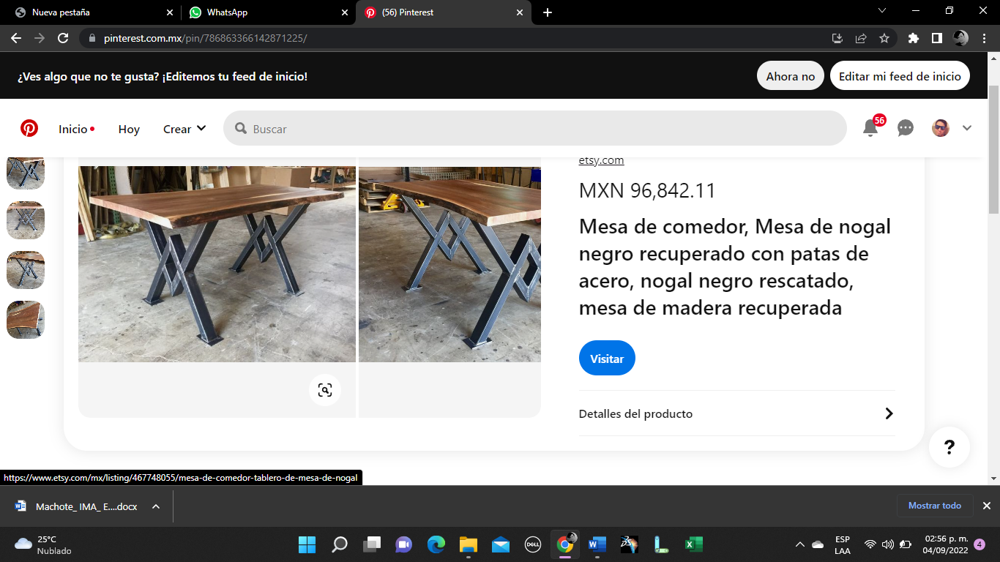 Nueva pestaña
WhatsApp
(56) Pinterest
pinterest.com.mx/pin/786863366142871225/
¿Ves algo que no te gusta? ¡Editemos tu feed de inicio!
Ahora no
Editar mi feed de inicio
Inicio
Hoy
Crear
Buscar
56
etsy.com
MXN 96,842.11
Mesa de comedor, Mesa de nogal
negro recuperado con patas de
acero, nogal negro rescatado,
mesa de madera recuperada
Visitar
Detalles del producto
?
https://www.etsy.com/mx/listing/467748055/mesa-de-comedor-tablero-de-mesa-de-nogal
Machote_ IMA_ E....docx
Mostrar todo
25°C
Nublado
DELL
ESP
LAA
02:56 p. m.
04/09/2022
4